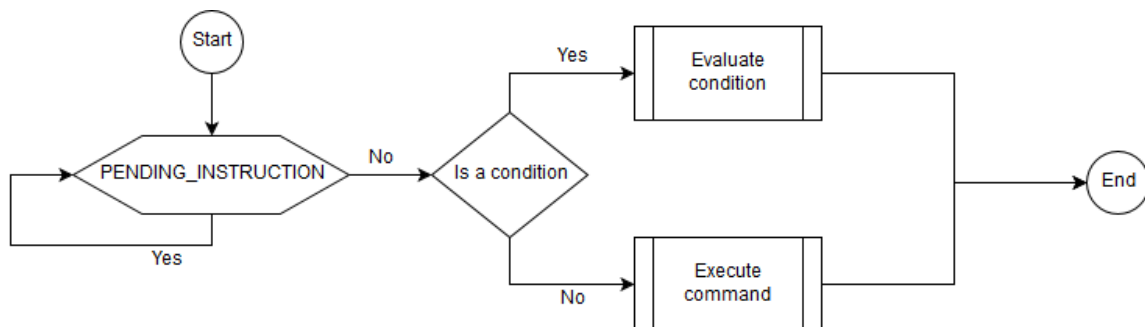 Start
PENDING_INSTRUCTION
Yes
No
Is a condition
Yes
Evaluate
condition
No
Execute
command
End